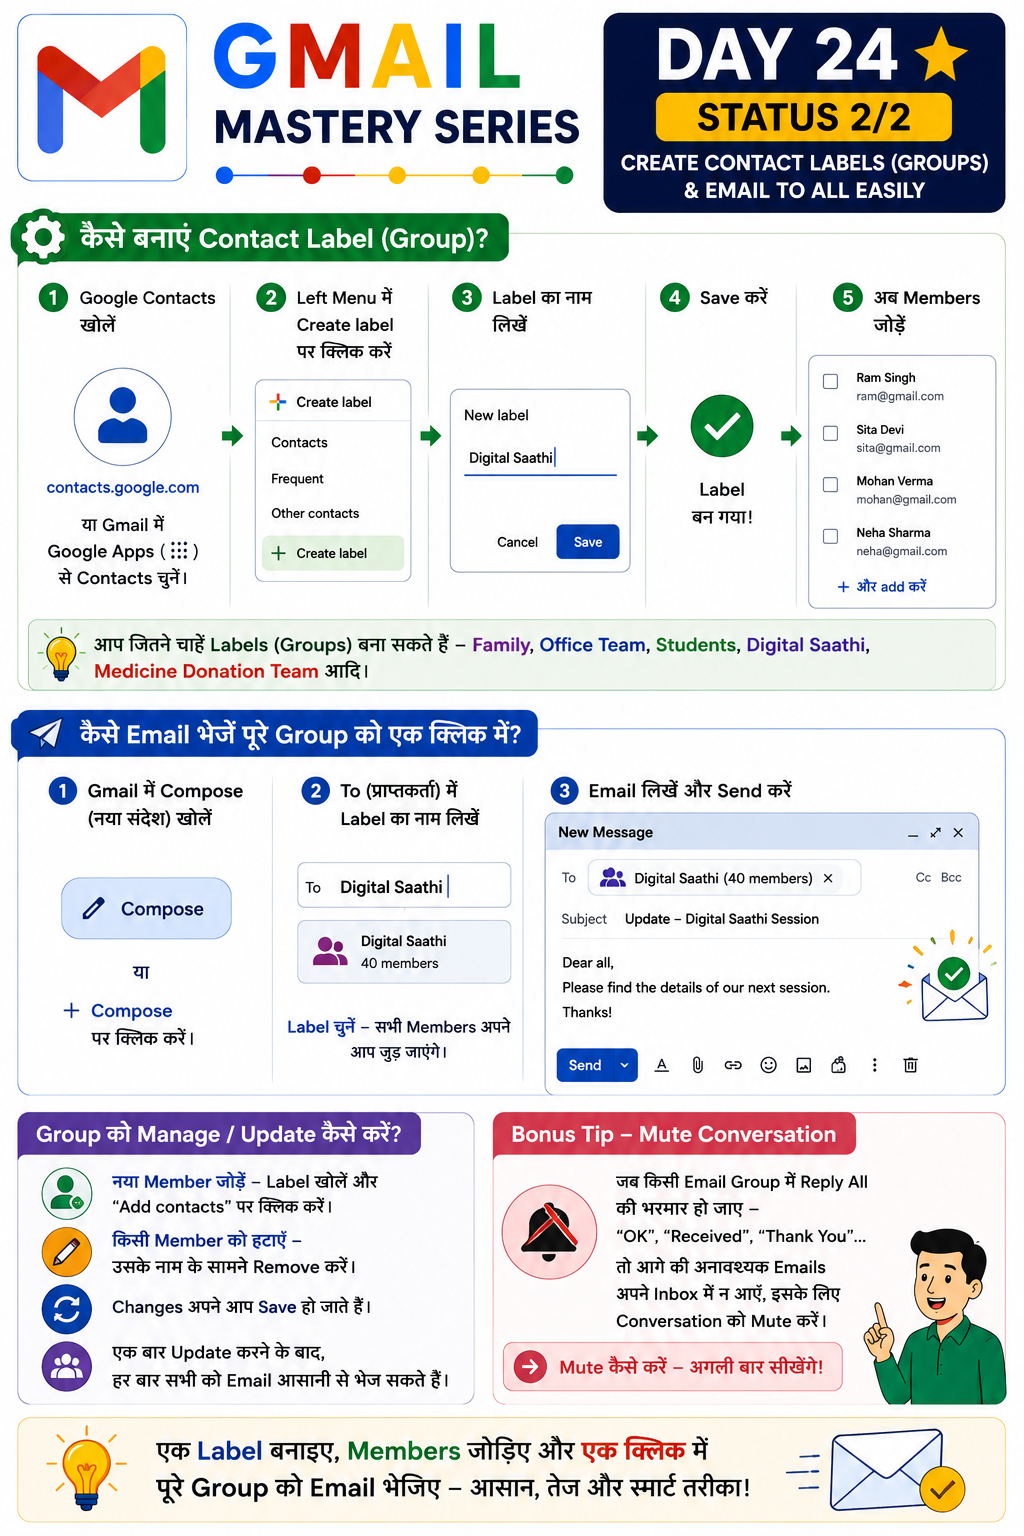 GMAIL
MASTERY SERIES
DAY 24
STATUS 2/2
CREATE CONTACT LABELS (GROUPS)
& EMAIL TO ALL EASILY
कैसे बनाएं Contact Label (Group)?
1 Google Contacts
खोलें
contacts.google.com
या Gmail में
Google Apps ( )
से Contacts चुनें।
2 Left Menu में
Create label
पर क्लिक करें
Create label
Contacts
Frequent
Other contacts
+ Create label
3 Label का नाम
लिखें
New label
Digital Saathi
Cancel Save
4 Save करें
Label
बन गया!
5 अब Members
जोड़ें
Ram Singh
ram@gmail.com
Sita Devi
sita@gmail.com
Mohan Verma
mohan@gmail.com
Neha Sharma
neha@gmail.com
+ और add करें
आप जितने चाहें Labels (Groups) बना सकते हैं – Family, Office Team, Students, Digital Saathi,
Medicine Donation Team आदि।
कैसे Email भेजें पूरे Group को एक क्लिक में?
1 Gmail में Compose
(नया संदेश) खोलें
Compose
या
+ Compose
पर क्लिक करें।
2 To (प्राप्तकर्ता) में
Label का नाम लिखें
To Digital Saathi
Digital Saathi
40 members
Label चुनें – सभी Members अपने
आप जुड़ जाएंगे।
3 Email लिखें और Send करें
New Message
To Digital Saathi (40 members) × Cc Bcc
Subject Update – Digital Saathi Session
Dear all,
Please find the details of our next session.
Thanks!
Send
Group को Manage / Update कैसे करें?
नया Member जोड़ें – Label खोलें और
“Add contacts” पर क्लिक करें।
किसी Member को हटाएँ –
उसके नाम के सामने Remove करें।
Changes अपने आप Save हो जाते हैं।
एक बार Update करने के बाद,
हर बार सभी को Email आसानी से भेज सकते हैं।
Bonus Tip – Mute Conversation
जब किसी Email Group में Reply All
की भरमार हो जाए –
“OK”, “Received”, “Thank You”...
तो आगे की अनावश्यक Emails
अपने Inbox में न आएँ, इसके लिए
Conversation को Mute करें।
Mute कैसे करें – अगली बार सीखेंगे!
एक Label बनाइए, Members जोड़िए और एक क्लिक में
पूरे Group को Email भेजिए – आसान, तेज और स्मार्ट तरीका!